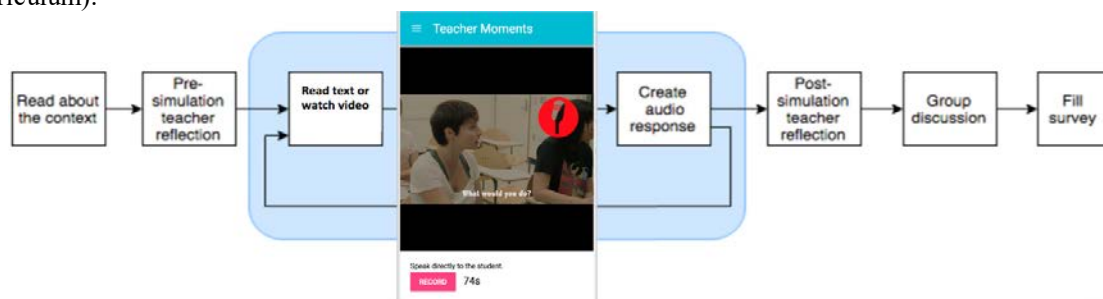 Read about
the context
Pre-
simulation
teacher
reflection
Read text or
watch video
Teacher Moments
What would you do?
Speak directly to the student.
RECORD 74s
Create
audio
response
Post-
simulation
teacher
reflection
Group
discussion
Fill
survey